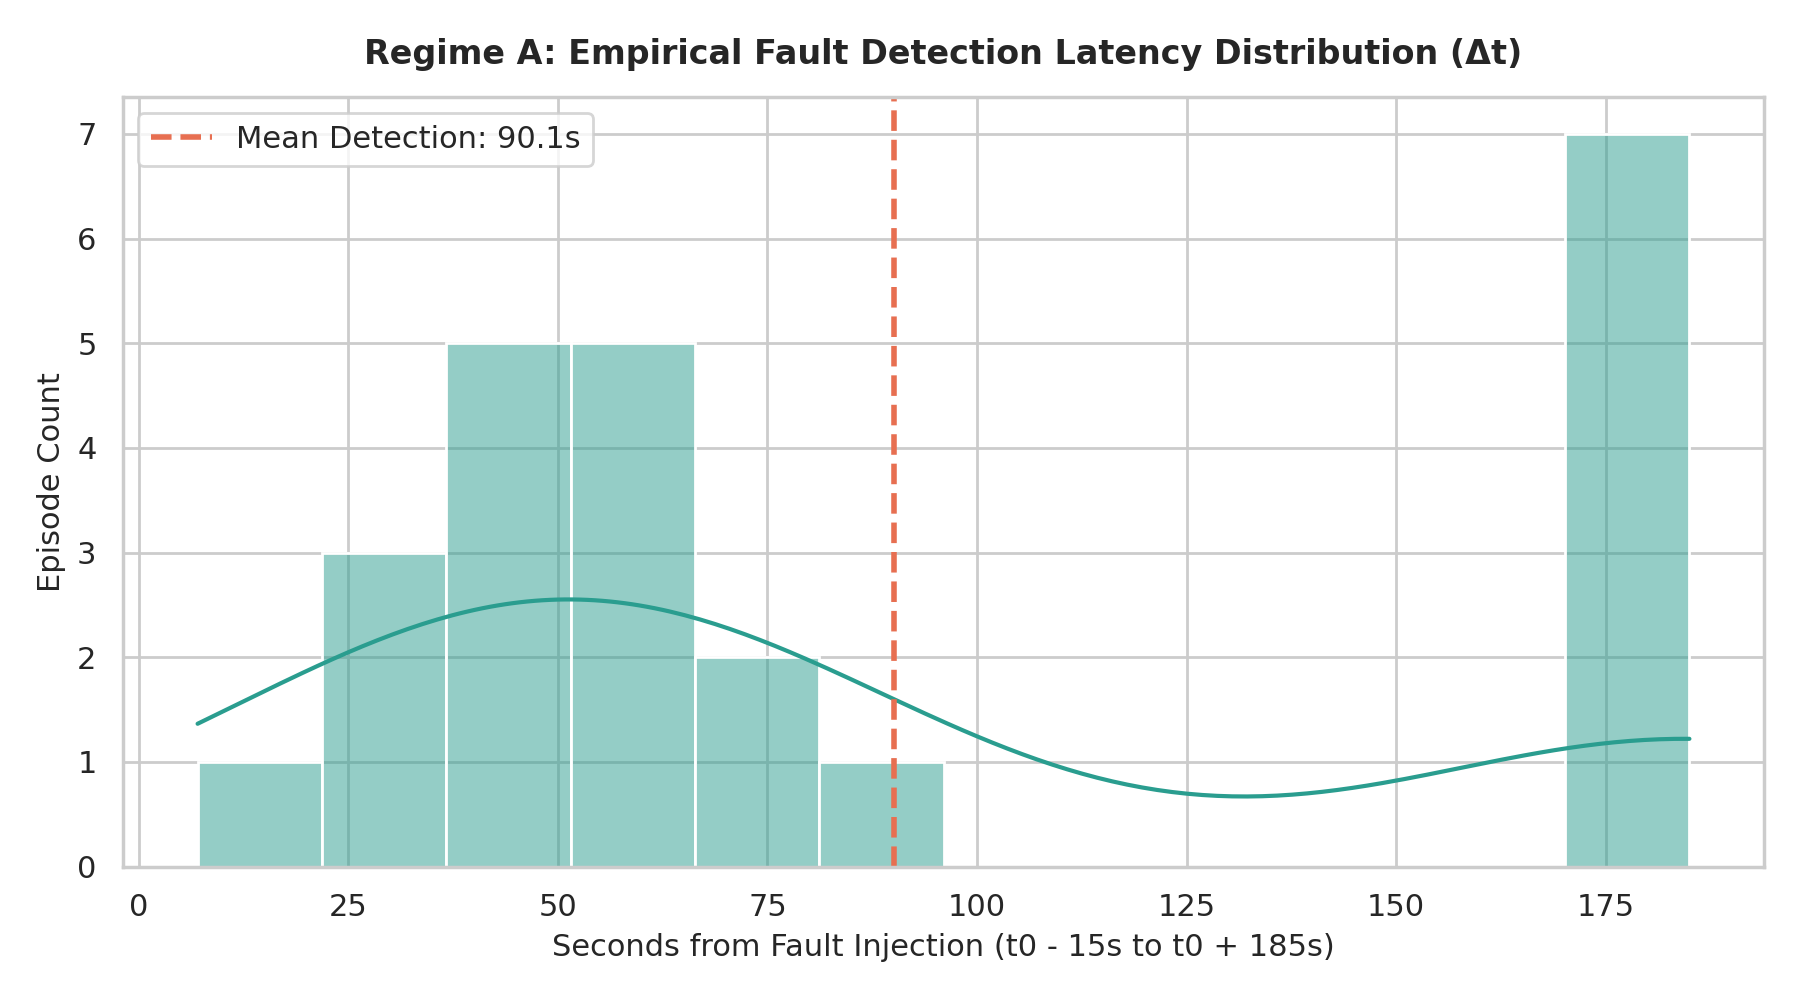 Regime A: Empirical Fault Detection Latency Distribution (Δt)
Mean Detection: 90.1s
Episode Count
7
6
5
4
3
2
1
0
0 25 50 75 100 125 150 175
Seconds from Fault Injection (t0 - 15s to t0 + 185s)